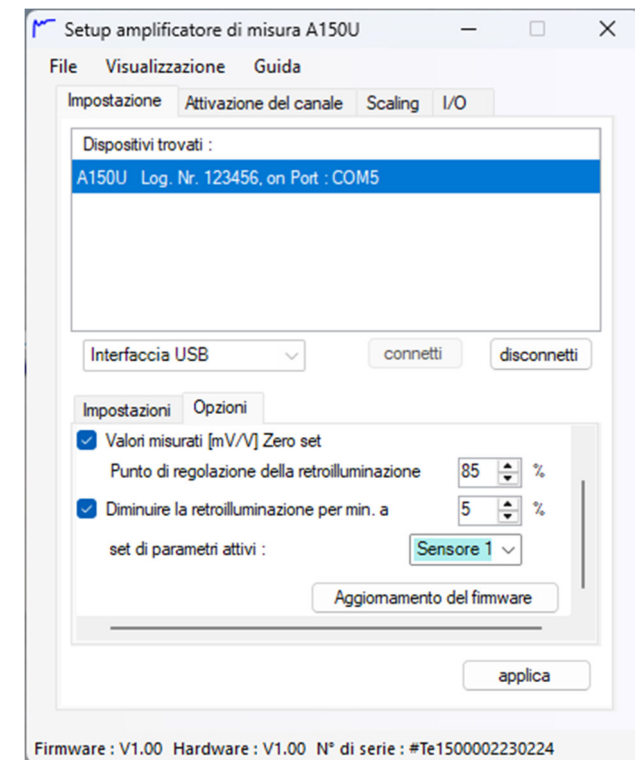 Setup amplificatore di misura A150U
File Visualizzazione Guida
Impostazione Attivazione del canale Scaling I/O
Dispositivi trovati :
A150U Log. Nr. 123456, on Port : COM5
Interfaccia USB connetti disconnetti
Impostazioni Opzioni
Valori misurati [mV/V] Zero set
Punto di regolazione della retroilluminazione 85 %
Diminuire la retroilluminazione per min. a 5 %
set di parametri attivi : Sensore 1
Aggiornamento del firmware
applica
Firmware : V1.00 Hardware : V1.00 N° di serie : #Te1500002230224